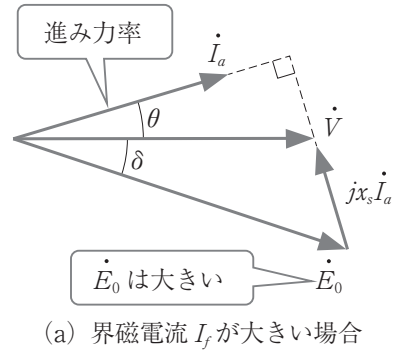 進み力率
İₐ
θ
V̇
δ
jxₛİₐ
Ė₀ は大きい
Ė₀
(a) 界磁電流 I_f が大きい場合